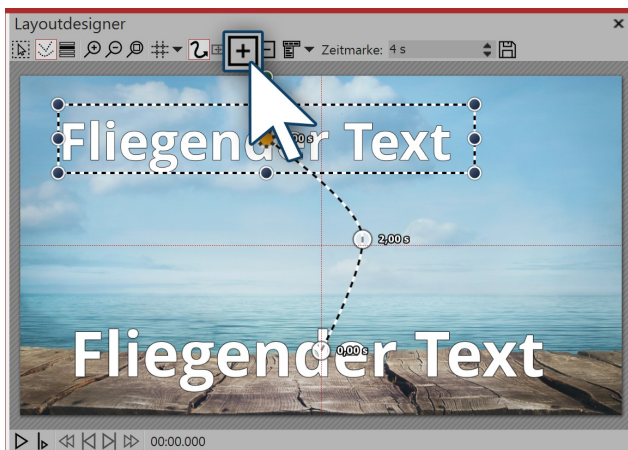 Layoutdesigner
Zeitmarke: 4 s
Fliegender Text
2,00 s
Fliegender Text
0,00 s
00:00.000